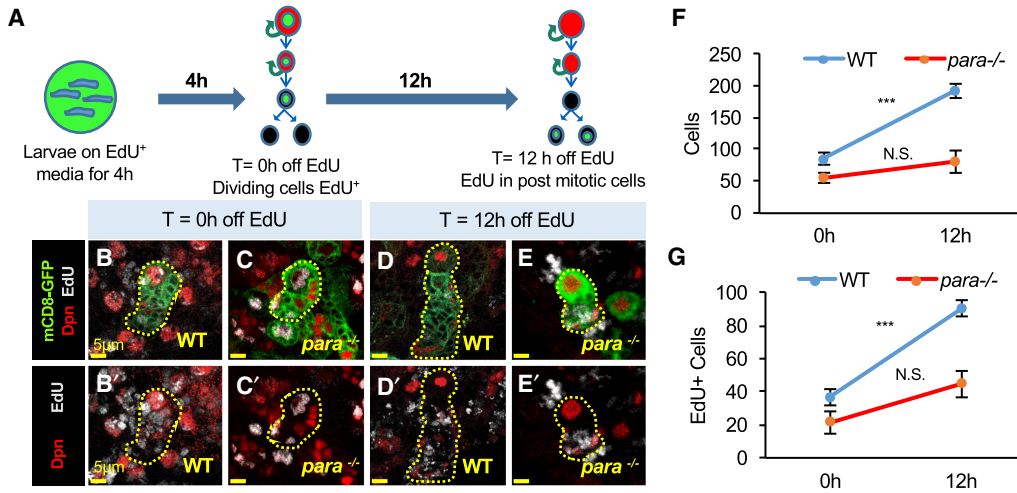 A
4h
12h
Larvae on EdU⁺
media for 4h
T= 0h off EdU
Dividing cells EdU⁺
T= 12 h off EdU
EdU in post mitotic cells
T = 0h off EdU
T = 12h off EdU
mCD8-GFP
Dpn EdU
B
5µm
WT
C
para -/-
D
WT
E
para -/-
Dpn EdU
B′
5µm
WT
C′
para -/-
D′
WT
E′
para -/-
F
WT
para-/-
Cells
250
200
150
100
50
0
***
N.S.
0h
12h
G
WT
para-/-
EdU+ Cells
100
80
60
40
20
0
***
N.S.
0h
12h